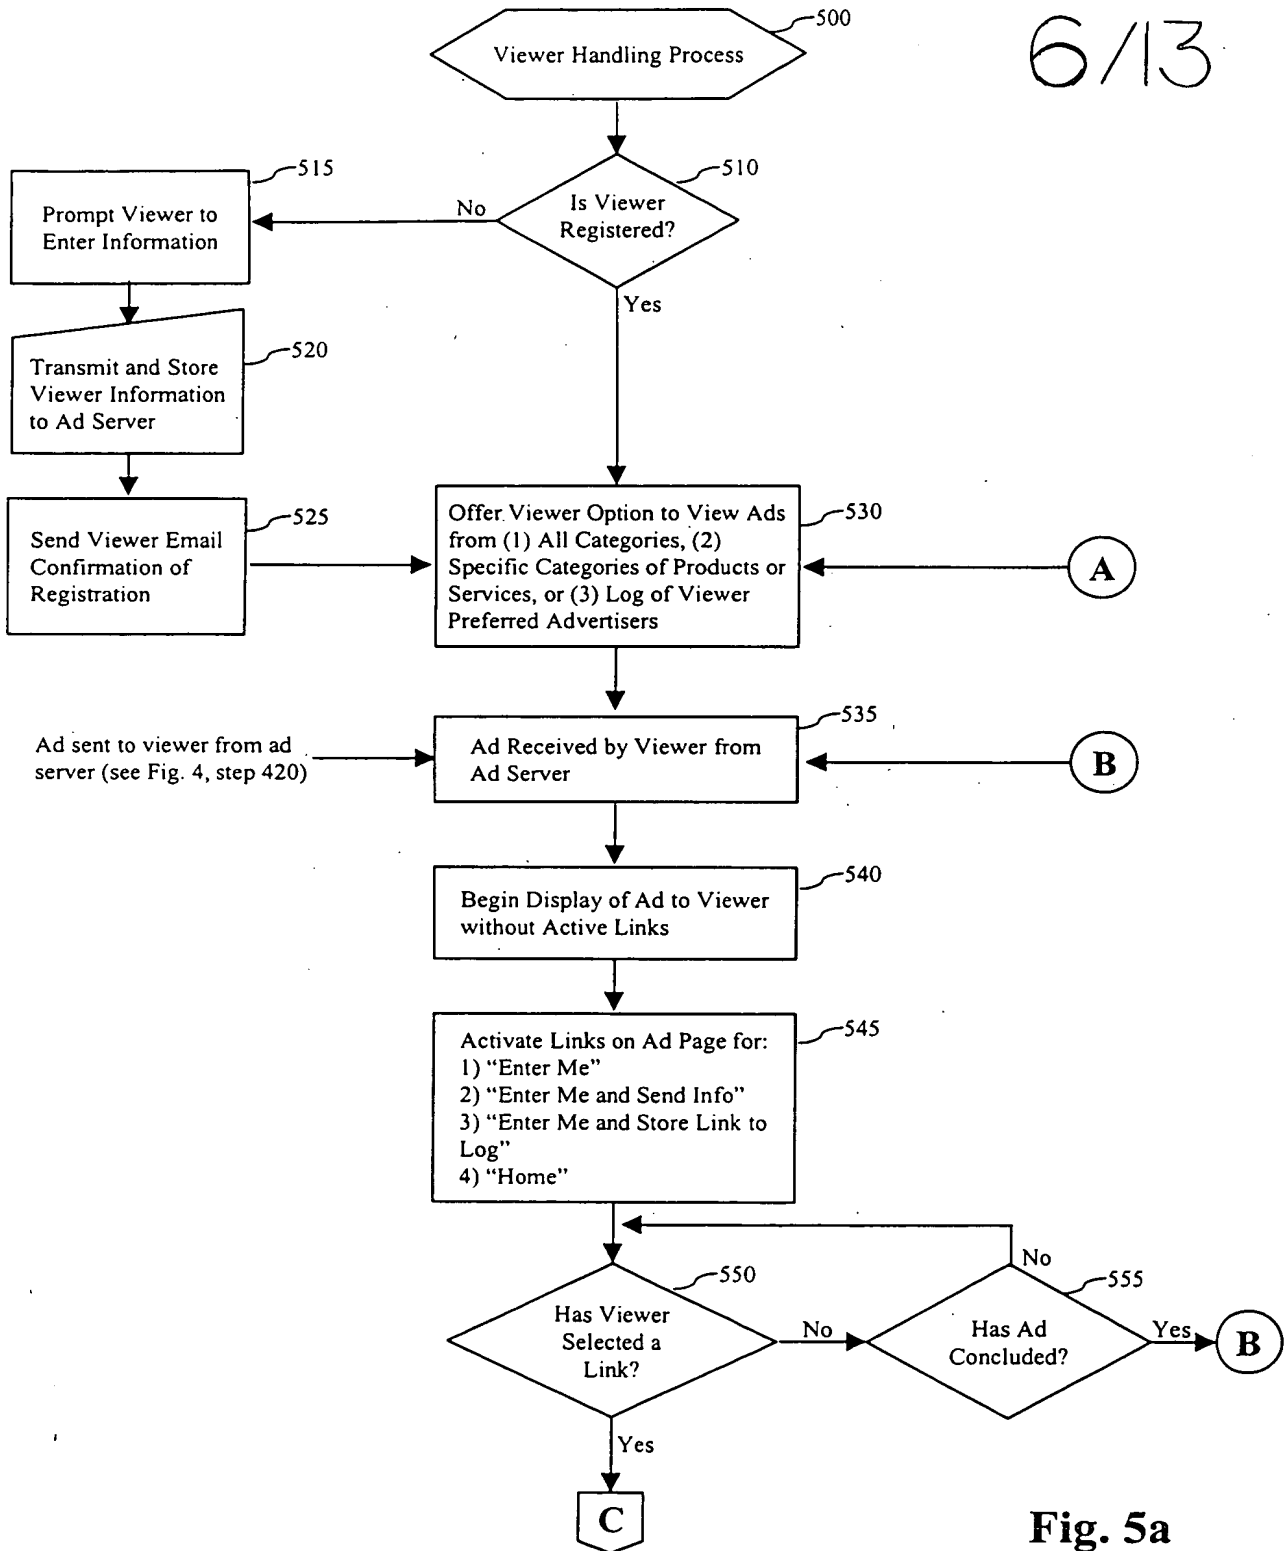 500
6/13
Viewer Handling Process
515
510
Prompt Viewer to
Enter Information
No
Is Viewer
Registered?
Yes
520
Transmit and Store
Viewer Information
to Ad Server
525
Send Viewer Email
Confirmation of
Registration
530
Offer Viewer Option to View Ads
from (1) All Categories, (2)
Specific Categories of Products or
Services, or (3) Log of Viewer
Preferred Advertisers
A
535
Ad sent to viewer from ad
server (see Fig. 4, step 420)
Ad Received by Viewer from
Ad Server
B
540
Begin Display of Ad to Viewer
without Active Links
545
Activate Links on Ad Page for:
1) “Enter Me”
2) “Enter Me and Send Info”
3) “Enter Me and Store Link to
Log”
4) “Home”
No
550
555
Has Viewer
Selected a
Link?
No
Has Ad
Concluded?
Yes
B
Yes
C
Fig. 5a